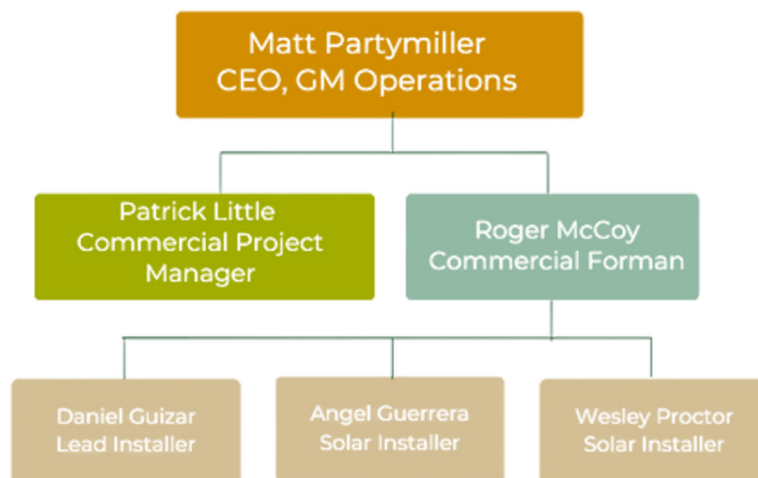 Matt Partymiller
CEO, GM Operations
Patrick Little
Commercial Project
Manager
Roger McCoy
Commercial Forman
Daniel Guizar
Lead Installer
Angel Guerrera
Solar Installer
Wesley Proctor
Solar Installer